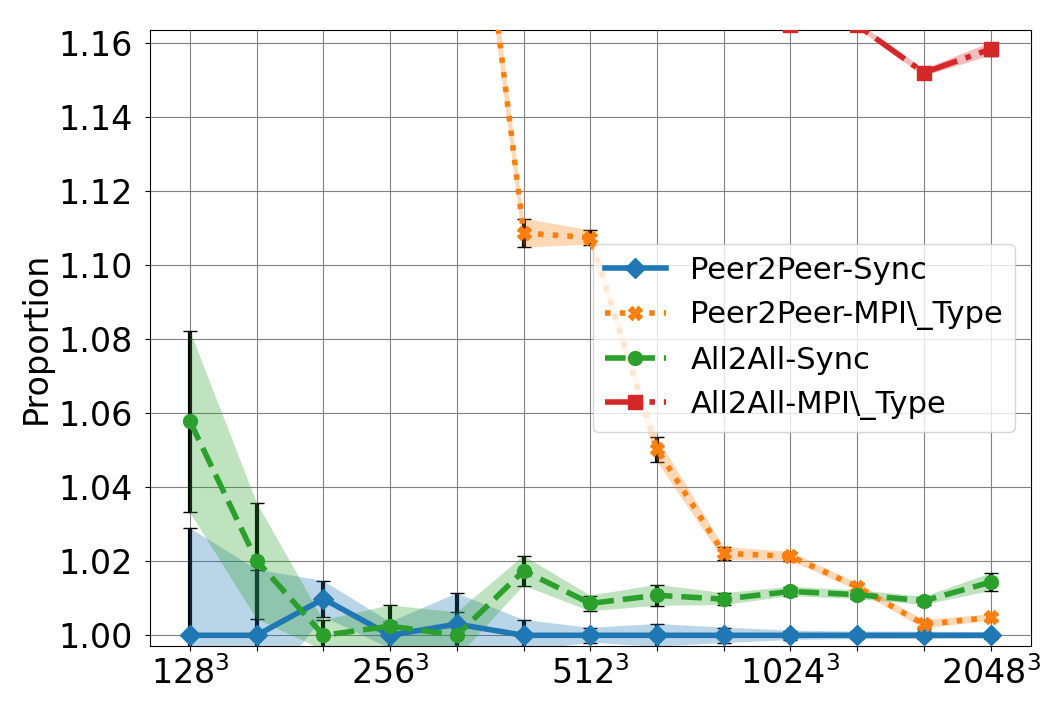 1.16
1.14
1.12
1.10
1.08
1.06
1.04
1.02
1.00
Proportion
Peer2Peer-Sync
Peer2Peer-MPI\_Type
All2All-Sync
All2All-MPI\_Type
128³ 256³ 512³ 1024³ 2048³